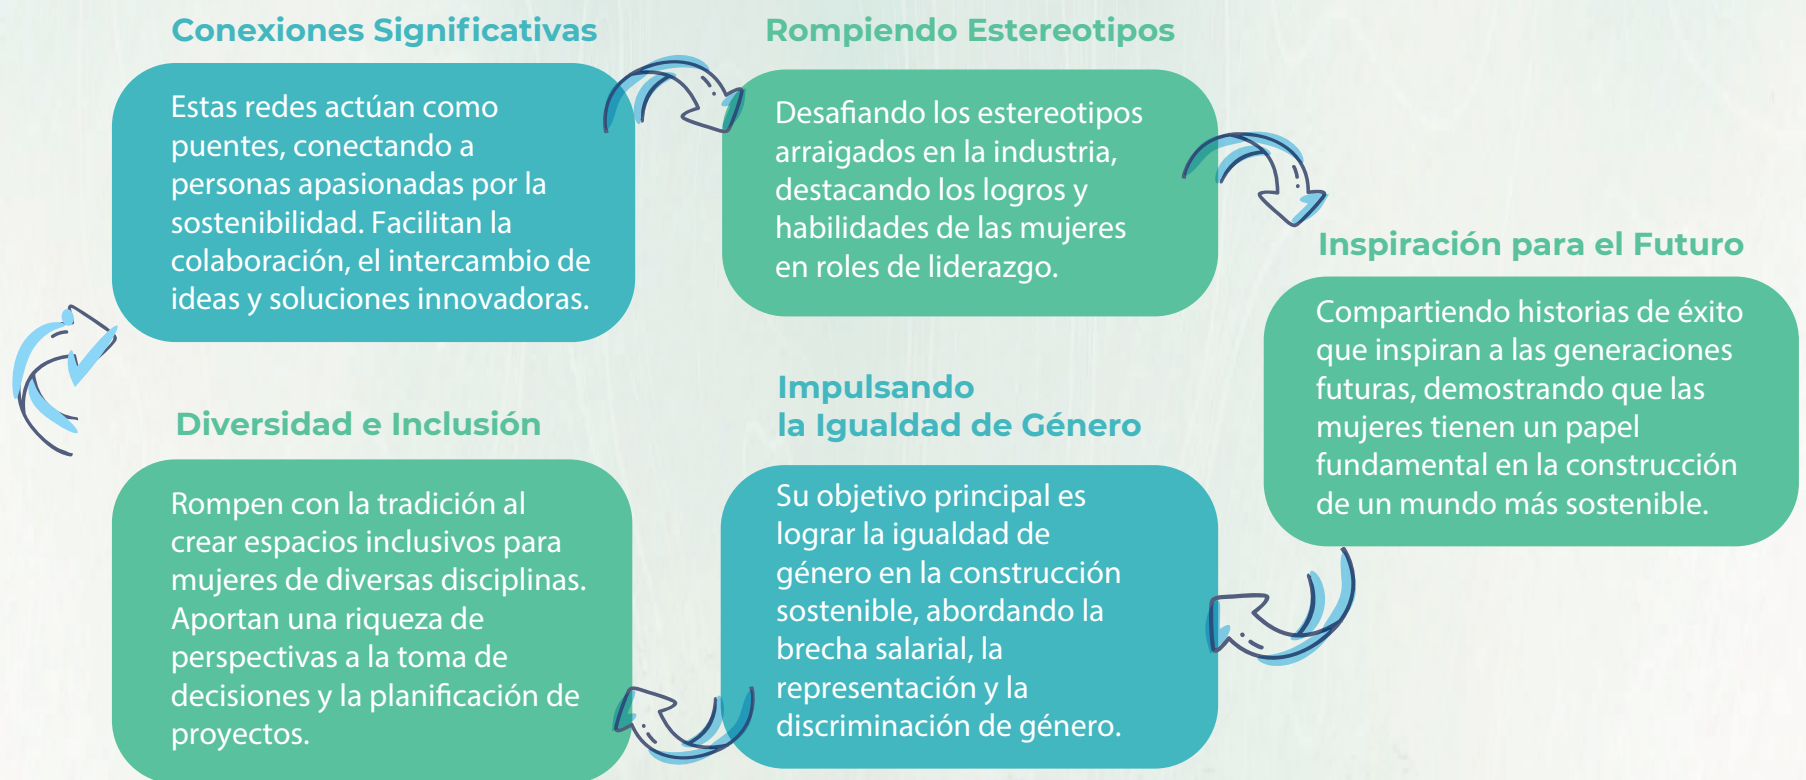 Conexiones Significativas
Estas redes actúan como
puentes, conectando a
personas apasionadas por la
sostenibilidad. Facilitan la
colaboración, el intercambio de
ideas y soluciones innovadoras.
Rompiendo Estereotipos
Desafiando los estereotipos
arraigados en la industria,
destacando los logros y
habilidades de las mujeres
en roles de liderazgo.
Inspiración para el Futuro
Compartiendo historias de éxito
que inspiran a las generaciones
futuras, demostrando que las
mujeres tienen un papel
fundamental en la construcción
de un mundo más sostenible.
Impulsando
la Igualdad de Género
Su objetivo principal es
lograr la igualdad de
género en la construcción
sostenible, abordando la
brecha salarial, la
representación y la
discriminación de género.
Diversidad e Inclusión
Rompen con la tradición al
crear espacios inclusivos para
mujeres de diversas disciplinas.
Aportan una riqueza de
perspectivas a la toma de
decisiones y la planificación de
proyectos.